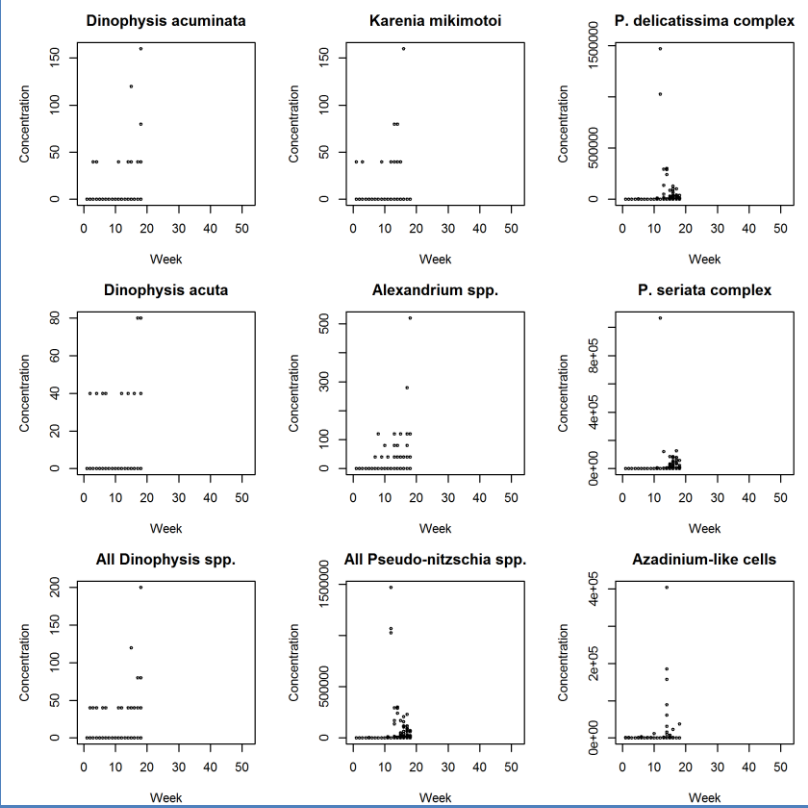 Dinophysis acuminata
Concentration
0 50 100 150
0 10 20 30 40 50
Week
Karenia mikimotoi
Concentration
0 50 100 150
0 10 20 30 40 50
Week
P. delicatissima complex
Concentration
0 500000 1500000
0 10 20 30 40 50
Week
Dinophysis acuta
Concentration
0 20 40 60 80
0 10 20 30 40 50
Week
Alexandrium spp.
Concentration
0 100 300 500
0 10 20 30 40 50
Week
P. seriata complex
Concentration
0e+00 4e+05 8e+05
0 10 20 30 40 50
Week
All Dinophysis spp.
Concentration
0 50 100 150 200
0 10 20 30 40 50
Week
All Pseudo-nitzschia spp.
Concentration
0 500000 1500000
0 10 20 30 40 50
Week
Azadinium-like cells
Concentration
0e+00 2e+05 4e+05
0 10 20 30 40 50
Week